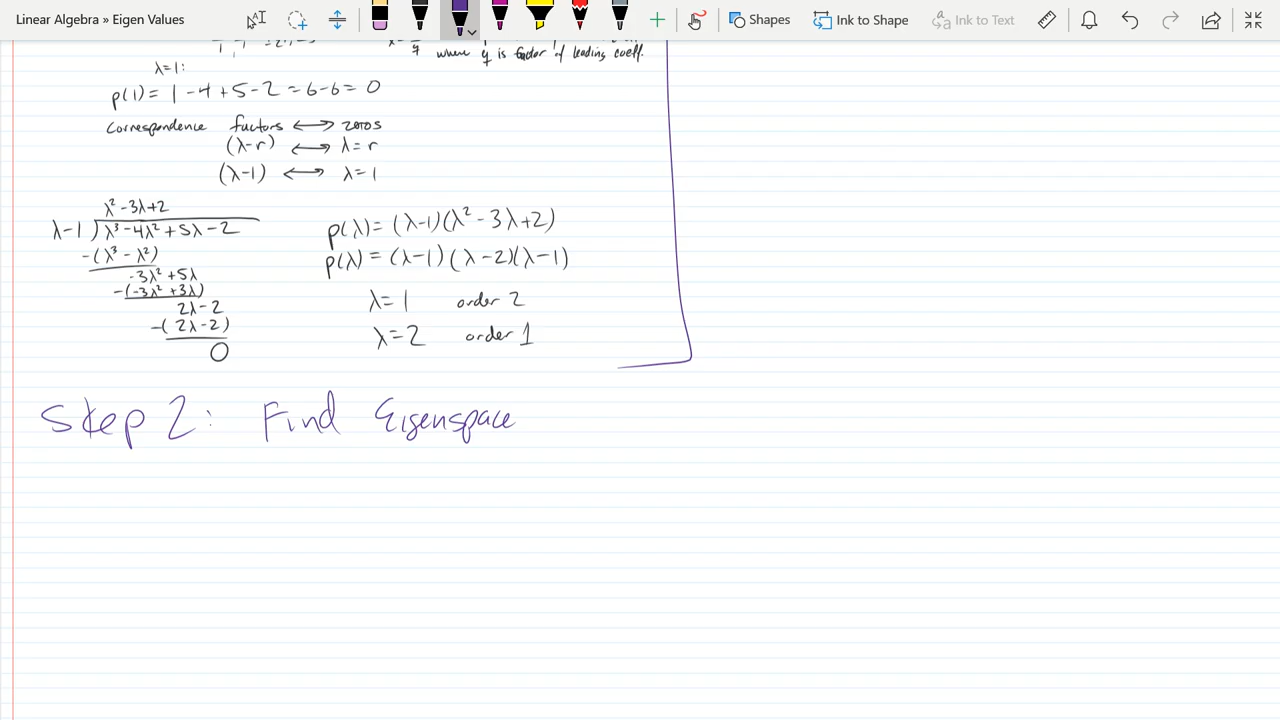 Linear Algebra » Eigen Values
Shapes
Ink to Shape
Ink to Text
where q is factor of leading coeff.
λ=1:
p(1) = 1 - 4 + 5 - 2 = 6-6 = 0
Correspondence factors ⟷ zeros
(λ-r) ⟷ λ=r
(λ-1) ⟷ λ=1
λ² - 3λ + 2
λ-1 ) λ³ - 4λ² + 5λ - 2
-(λ³ - λ²)
-3λ² + 5λ
-(-3λ² + 3λ)
2λ - 2
-( 2λ - 2)
0
p(λ) = (λ-1)(λ² - 3λ + 2)
p(λ) = (λ-1)(λ-2)(λ-1)
λ=1 order 2
λ=2 order 1
Step 2: Find Eigenspace